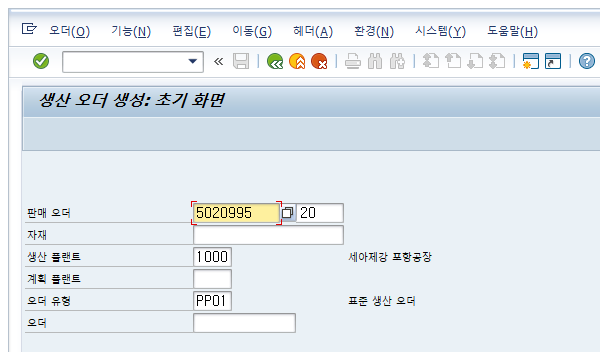 오더(O) 기능(N) 편집(E) 이동(G) 헤더(A) 환경(N) 시스템(Y) 도움말(H)
생산 오더 생성: 초기 화면
판매 오더 5020995 20
자재
생산 플랜트 1000 세아제강 포항공장
계획 플랜트
오더 유형 PP01 표준 생산 오더
오더